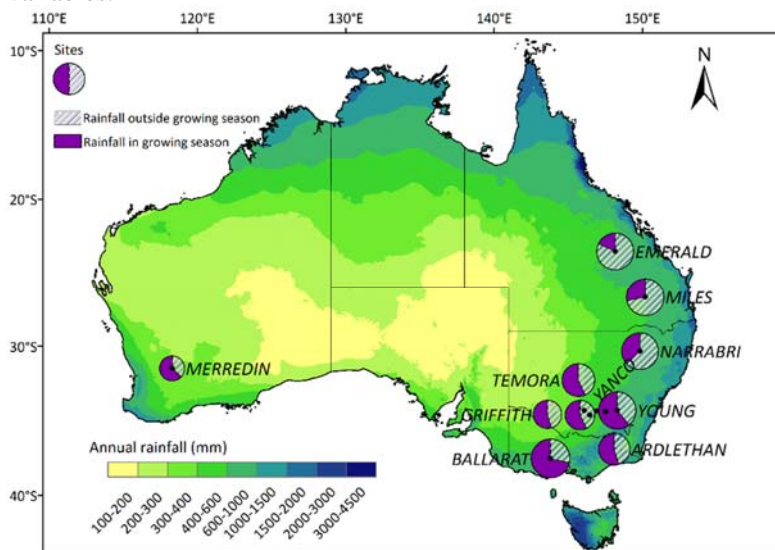 110°E 120°E 130°E 140°E 150°E
10°S
Sites
N
Rainfall outside growing season
Rainfall in growing season
20°S
EMERALD
MILES
30°S
NARRABRI
MERREDIN
TEMORA
YANCO
GRIFFITH
YOUNG
Annual rainfall (mm)
BALLARAT
ARDLETHAN
100-200
200-300
300-400
400-600
600-1000
1000-1500
1500-2000
2000-3000
3000-4500
40°S